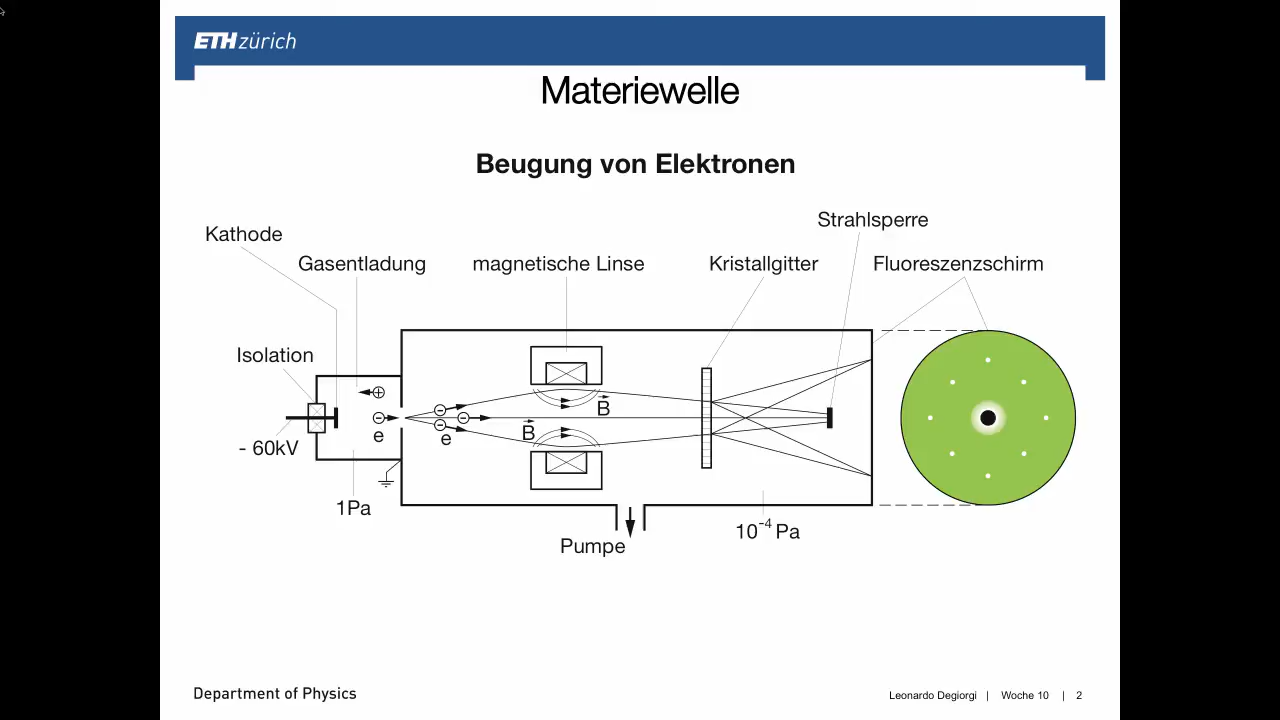 ETH zürich
Materiewelle
Beugung von Elektronen
Strahlsperre
Kathode
Gasentladung
magnetische Linse
Kristallgitter
Fluoreszenzschirm
Isolation
B
B
e
e
- 60kV
1Pa
10⁻⁴ Pa
Pumpe
Department of Physics
Leonardo Degiorgi | Woche 10 | 2